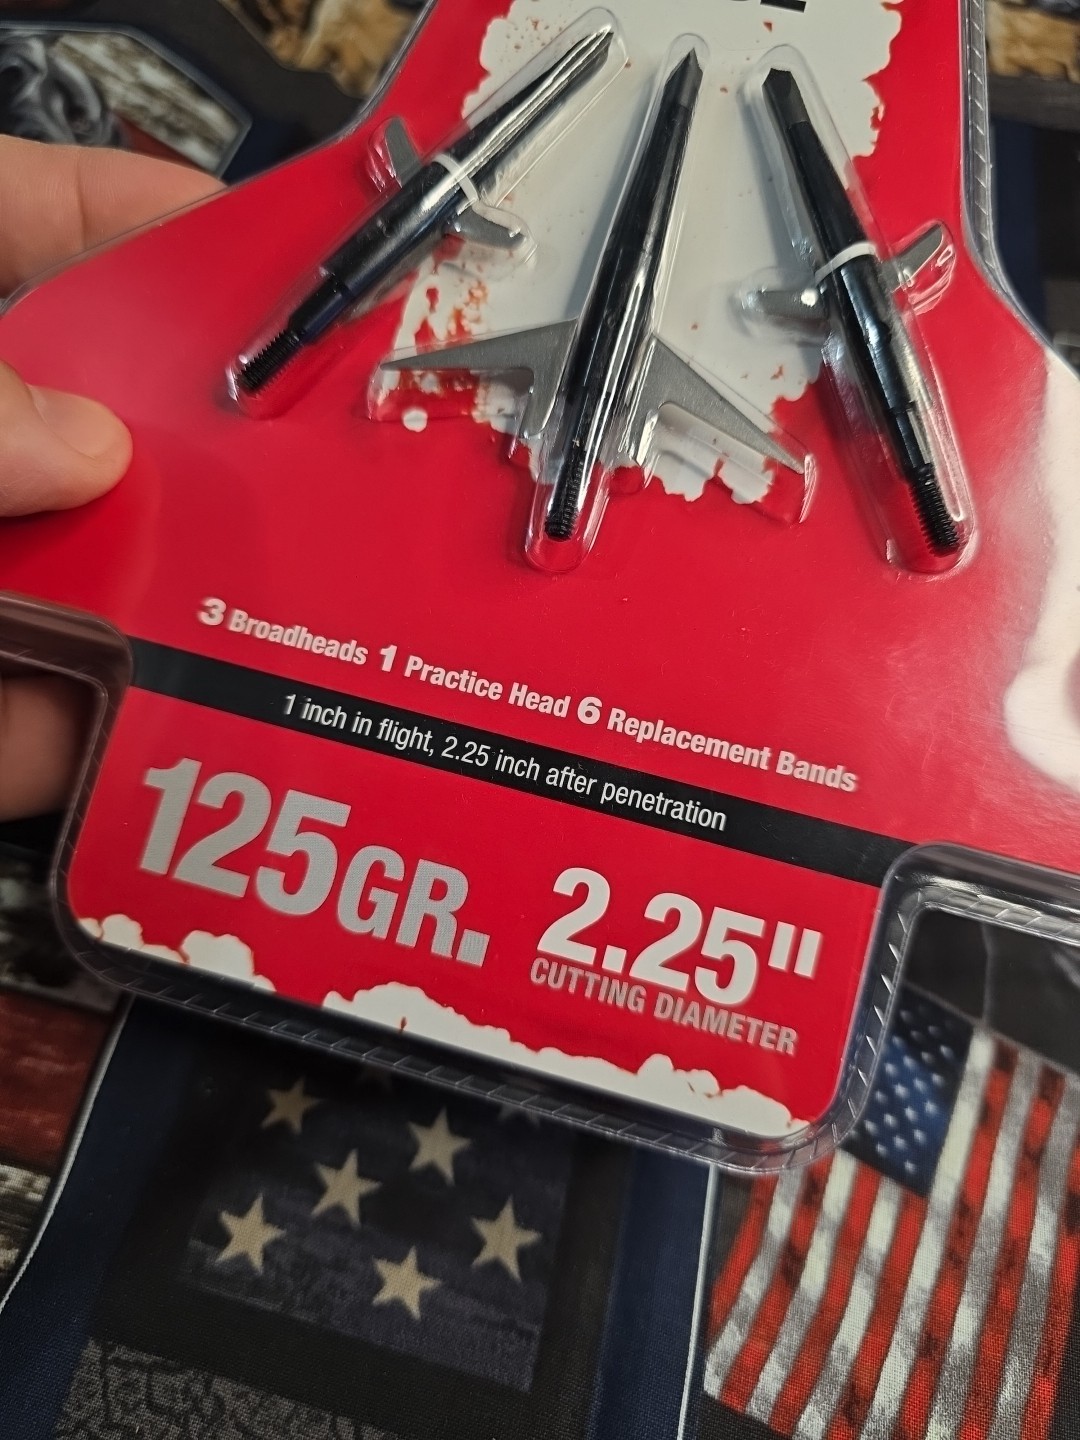 3 Broadheads 1 Practice Head 6 Replacement Bands
1 inch in flight, 2.25 inch after penetration
125GR. 2.25"
CUTTING DIAMETER